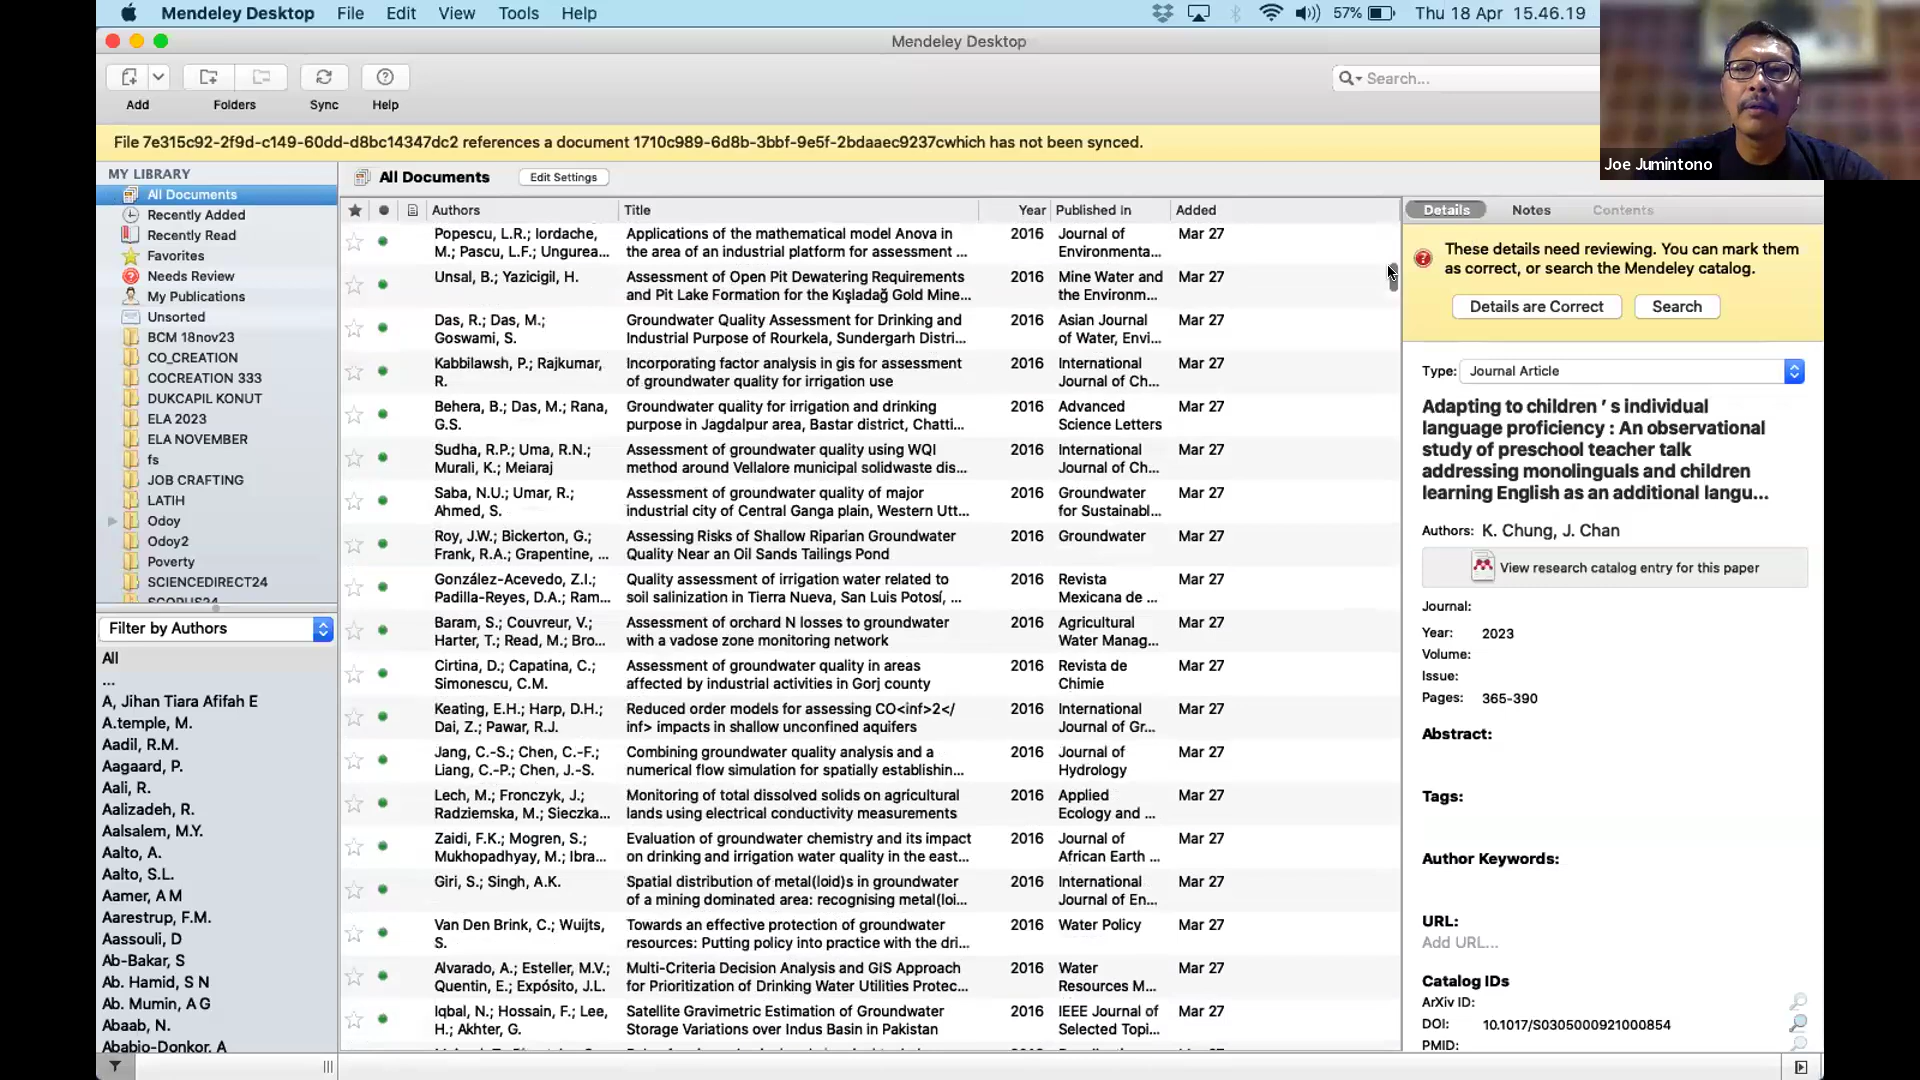 Mendeley Desktop File Edit View Tools Help 57% Thu 18 Apr 15.46.19
Mendeley Desktop
Search...
Add Folders Sync Help
File 7e315c92-2f9d-c149-60dd-d8bc14347dc2 references a document 1710c989-6d8b-3bbf-9e5f-2bdaaec9237cwhich has not been synced.
Joe Jumintono
MY LIBRARY
All Documents
Recently Added
Recently Read
Favorites
Needs Review
My Publications
Unsorted
BCM 18nov23
CO_CREATION
COCREATION 333
DUKCAPIL KONUT
ELA 2023
ELA NOVEMBER
fs
JOB CRAFTING
LATIH
Odoy
Odoy2
Poverty
SCIENCEDIRECT24
SCOPUS24
Filter by Authors
All
...
A, Jihan Tiara Afifah E
A.temple, M.
Aadil, R.M.
Aagaard, P.
Aali, R.
Aalizadeh, R.
Aalsalem, M.Y.
Aalto, A.
Aalto, S.L.
Aamer, A M
Aarestrup, F.M.
Aassouli, D
Ab-Bakar, S
Ab. Hamid, S N
Ab. Mumin, A G
Abaab, N.
Ababio-Donkor, A
All Documents Edit Settings
Authors Title Year Published in Added
Popescu, L.R.; Iordache, Applications of the mathematical model Anova in 2016 Journal of Mar 27
M.; Pascu, L.F.; Ungurea... the area of an industrial platform for assessment ... Environmenta...
Unsal, B.; Yazicigil, H. Assessment of Open Pit Dewatering Requirements 2016 Mine Water and Mar 27
and Pit Lake Formation for the Kışladağ Gold Mine... the Environm...
Das, R.; Das, M.; Groundwater Quality Assessment for Drinking and 2016 Asian Journal Mar 27
Goswami, S. Industrial Purpose of Rourkela, Sundergarh Distri... of Water, Envi...
Kabbilawsh, P.; Rajkumar, Incorporating factor analysis in gis for assessment 2016 International Mar 27
R. of groundwater quality for irrigation use Journal of Ch...
Behera, B.; Das, M.; Rana, Groundwater quality for irrigation and drinking 2016 Advanced Mar 27
G.S. purpose in Jagdalpur area, Bastar district, Chatti... Science Letters
Sudha, R.P.; Uma, R.N.; Assessment of groundwater quality using WQI 2016 International Mar 27
Murali, K.; Meiaraj method around Vellalore municipal solidwaste dis... Journal of Ch...
Saba, N.U.; Umar, R.; Assessment of groundwater quality of major 2016 Groundwater Mar 27
Ahmed, S. industrial city of Central Ganga plain, Western Utt... for Sustainabl...
Roy, J.W.; Bickerton, G.; Assessing Risks of Shallow Riparian Groundwater 2016 Groundwater Mar 27
Frank, R.A.; Grapentine, ... Quality Near an Oil Sands Tailings Pond
González-Acevedo, Z.I.; Quality assessment of irrigation water related to 2016 Revista Mar 27
Padilla-Reyes, D.A.; Ram... soil salinization in Tierra Nueva, San Luis Potosí, ... Mexicana de ...
Baram, S.; Couvreur, V.; Assessment of orchard N losses to groundwater 2016 Agricultural Mar 27
Harter, T.; Read, M.; Bro... with a vadose zone monitoring network Water Manag...
Cirtina, D.; Capatina, C.; Assessment of groundwater quality in areas 2016 Revista de Mar 27
Simonescu, C.M. affected by industrial activities in Gorj county Chimie
Keating, E.H.; Harp, D.H.; Reduced order models for assessing CO<inf>2</ 2016 International Mar 27
Dai, Z.; Pawar, R.J. inf> impacts in shallow unconfined aquifers Journal of Gr...
Jang, C.-S.; Chen, C.-F.; Combining groundwater quality analysis and a 2016 Journal of Mar 27
Liang, C.-P.; Chen, J.-S. numerical flow simulation for spatially establishin... Hydrology
Lech, M.; Fronczyk, J.; Monitoring of total dissolved solids on agricultural 2016 Applied Mar 27
Radziemska, M.; Sieczka... lands using electrical conductivity measurements Ecology and ...
Zaidi, F.K.; Mogren, S.; Evaluation of groundwater chemistry and its impact 2016 Journal of Mar 27
Mukhopadhyay, M.; Ibra... on drinking and irrigation water quality in the east... African Earth ...
Giri, S.; Singh, A.K. Spatial distribution of metal(loid)s in groundwater 2016 International Mar 27
of a mining dominated area: recognising metal(loi... Journal of En...
Van Den Brink, C.; Wuijts, Towards an effective protection of groundwater 2016 Water Policy Mar 27
S. resources: Putting policy into practice with the dri...
Alvarado, A.; Esteller, M.V.; Multi-Criteria Decision Analysis and GIS Approach 2016 Water Mar 27
Quentin, E.; Expósito, J.L. for Prioritization of Drinking Water Utilities Protec... Resources M...
Iqbal, N.; Hossain, F.; Lee, Satellite Gravimetric Estimation of Groundwater 2016 IEEE Journal of Mar 27
H.; Akhter, G. Storage Variations over Indus Basin in Pakistan Selected Topi...
Details Notes Contents
These details need reviewing. You can mark them
as correct, or search the Mendeley catalog.
Details are Correct Search
Type: Journal Article
Adapting to children ' s individual
language proficiency : An observational
study of preschool teacher talk
addressing monolinguals and children
learning English as an additional langu...
Authors: K. Chung, J. Chan
View research catalog entry for this paper
Journal:
Year: 2023
Volume:
Issue:
Pages: 365-390
Abstract:
Tags:
Author Keywords:
URL:
Add URL...
Catalog IDs
ArXiv ID:
DOI: 10.1017/S0305000921000854
PMID: